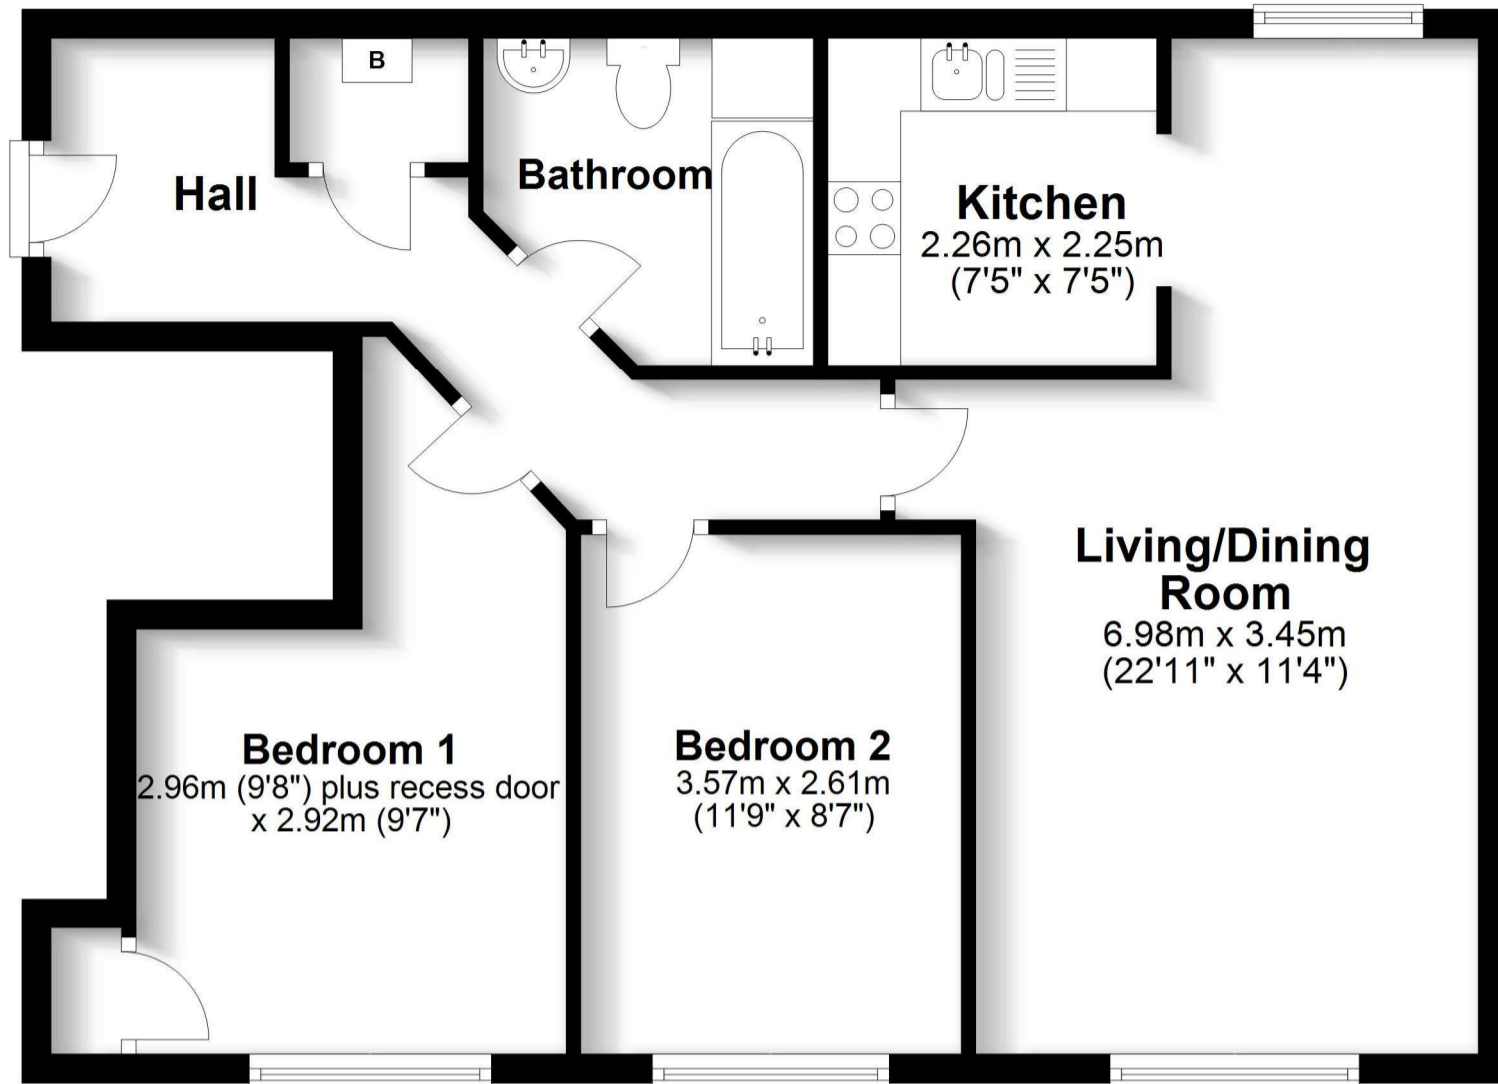 B
Hall
Bathroom
Kitchen
2.26m x 2.25m
(7'5" x 7'5")
Living/Dining
Room
6.98m x 3.45m
(22'11" x 11'4")
Bedroom 1
2.96m (9'8") plus recess door
x 2.92m (9'7")
Bedroom 2
3.57m x 2.61m
(11'9" x 8'7")